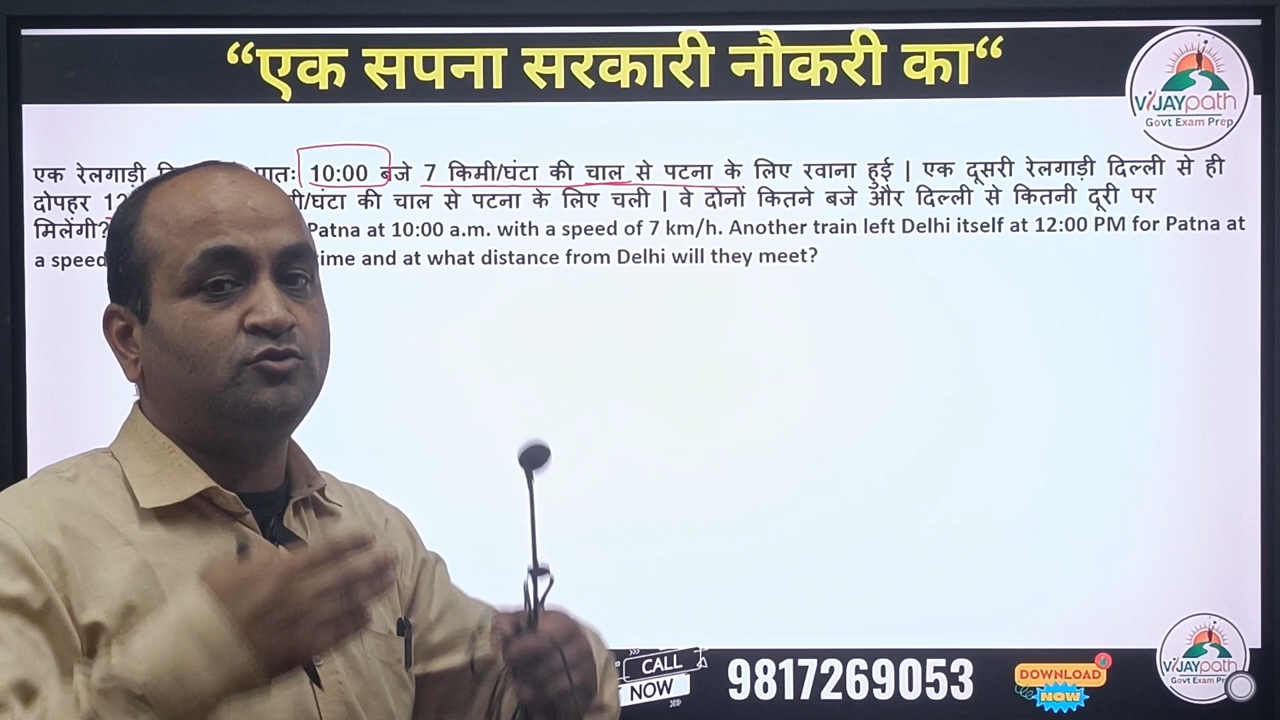 “एक सपना सरकारी नौकरी का“
VIJAYpath
Govt Exam Prep
एक रेलगाड़ी 10:00 बजे 7 किमी/घंटा की चाल से पटना के लिए रवाना हुई | एक दूसरी रेलगाड़ी दिल्ली से ही
दोपहर की चाल से पटना के लिए चली | वे दोनों कितने बजे और दिल्ली से कितनी दूरी पर
मिलेंगी? Patna at 10:00 a.m. with a speed of 7 km/h. Another train left Delhi itself at 12:00 PM for Patna at
a speed time and at what distance from Delhi will they meet?
CALL
NOW
9817269053
DOWNLOAD
NOW
VIJAYpath
Govt Exam